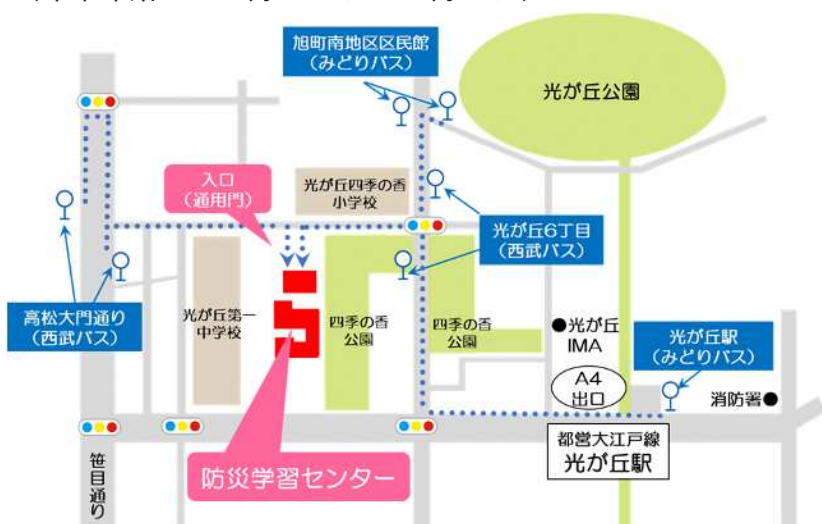 旭町南地区区民館
（みどりバス）
光が丘公園
入口
（通用門）
光が丘四季の香
小学校
光が丘6丁目
（西武バス）
高松大門通り
（西武バス）
光が丘第一
中学校
四季の香
公園
四季の香
公園
●光が丘
IMA
光が丘駅
（みどりバス）
A4
出口
消防署●
都営大江戸線
光が丘駅
笹目通り
防災学習センター